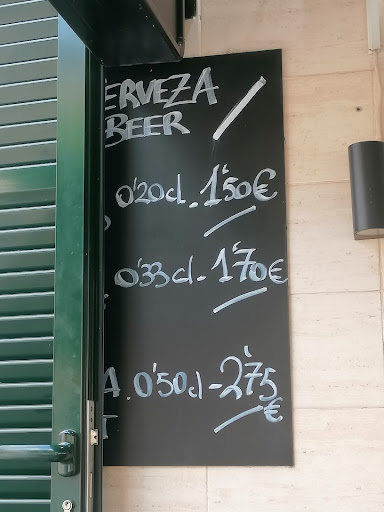 ERVEZA
BEER
0'20cl - 1'50€
0'33cl - 1'70€
A. 0'50cl - 2'75
€
T